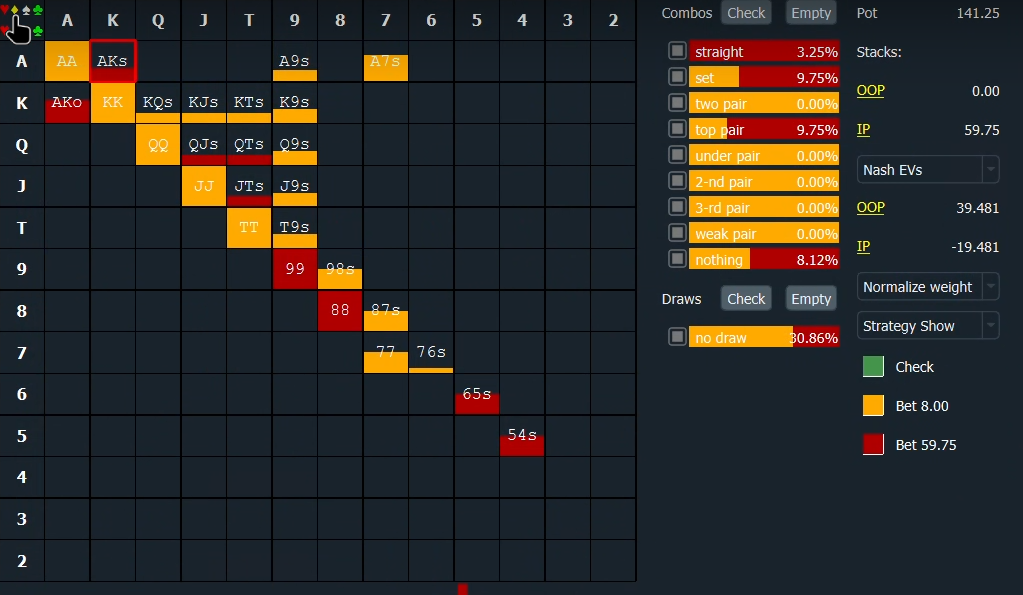 Combos Check Empty Pot 141.25
A K Q J T 9 8 7 6 5 4 3 2
A AA AKs A9s A7s
K AKo KK KQs KJs KTs K9s
Q QQ QJs QTs Q9s
J JJ JTs J9s
T TT T9s
9 99 98s
8 88 87s
7 77 76s
6 65s
5 54s
4
3
2
straight 3.25%
set 9.75%
two pair 0.00%
top pair 9.75%
under pair 0.00%
2-nd pair 0.00%
3-rd pair 0.00%
weak pair 0.00%
nothing 8.12%
Draws Check Empty
no draw 30.86%
Stacks:
OOP 0.00
IP 59.75
Nash EVs
OOP 39.481
IP -19.481
Normalize weight
Strategy Show
Check
Bet 8.00
Bet 59.75